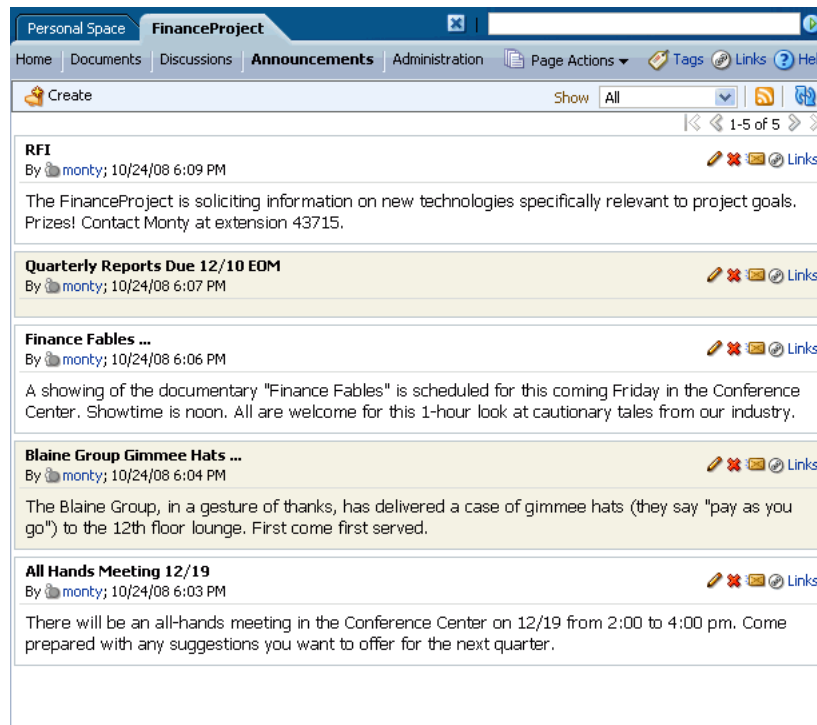 Personal Space FinanceProject
Home Documents Discussions Announcements Administration Page Actions Tags Links Hel
Create Show All
1-5 of 5
RFI
By monty; 10/24/08 6:09 PM Links
The FinanceProject is soliciting information on new technologies specifically relevant to project goals.
Prizes! Contact Monty at extension 43715.
Quarterly Reports Due 12/10 EOM
By monty; 10/24/08 6:07 PM Links
Finance Fables ...
By monty; 10/24/08 6:06 PM Links
A showing of the documentary "Finance Fables" is scheduled for this coming Friday in the Conference
Center. Showtime is noon. All are welcome for this 1-hour look at cautionary tales from our industry.
Blaine Group Gimmee Hats ...
By monty; 10/24/08 6:04 PM Links
The Blaine Group, in a gesture of thanks, has delivered a case of gimmee hats (they say "pay as you
go") to the 12th floor lounge. First come first served.
All Hands Meeting 12/19
By monty; 10/24/08 6:03 PM Links
There will be an all-hands meeting in the Conference Center on 12/19 from 2:00 to 4:00 pm. Come
prepared with any suggestions you want to offer for the next quarter.